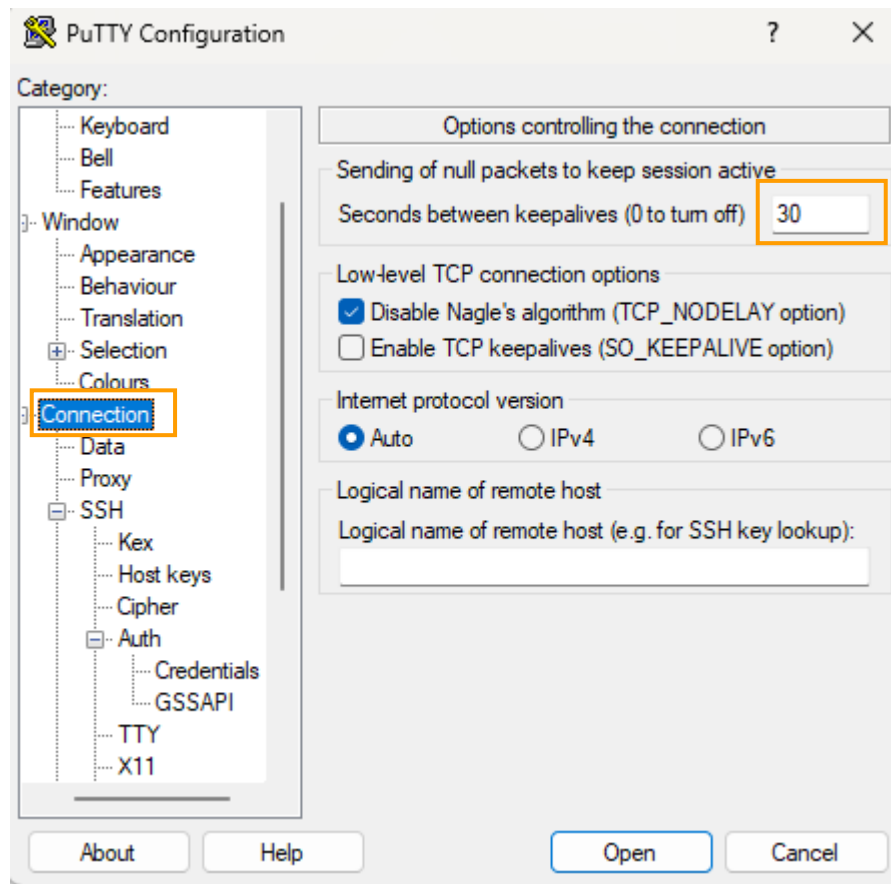 PuTTY Configuration
?
Category:
Keyboard
Bell
Features
Window
Appearance
Behaviour
Translation
Selection
Colours
Connection
Data
Proxy
SSH
Kex
Host keys
Cipher
Auth
Credentials
GSSAPI
TTY
X11
Options controlling the connection
Sending of null packets to keep session active
Seconds between keepalives (0 to turn off) 30
Low-level TCP connection options
Disable Nagle's algorithm (TCP_NODELAY option)
Enable TCP keepalives (SO_KEEPALIVE option)
Internet protocol version
Auto IPv4 IPv6
Logical name of remote host
Logical name of remote host (e.g. for SSH key lookup):
About Help Open Cancel